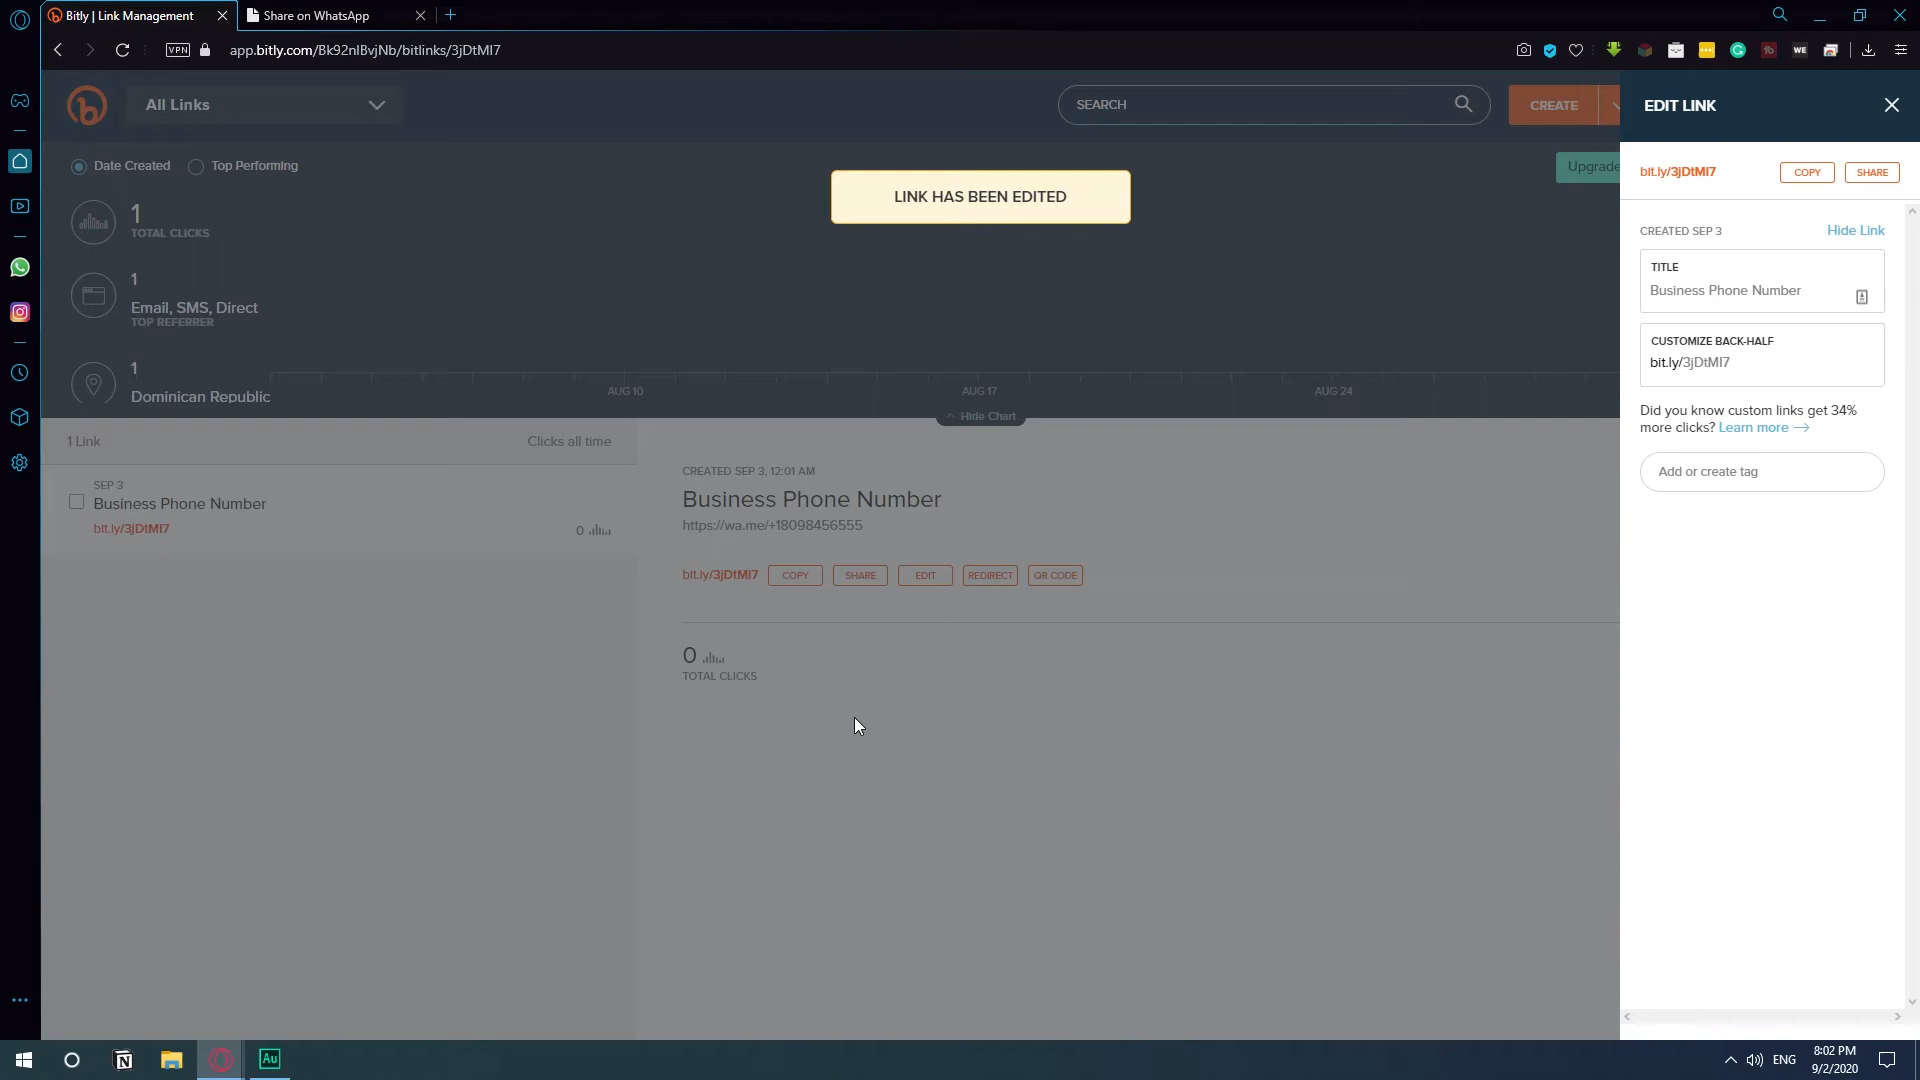 Bitly | Link Management
Share on WhatsApp
VPN
app.bitly.com/Bk92nIBvjNb/bitlinks/3jDtMI7
WE
All Links
SEARCH
CREATE
EDIT LINK
Date Created
Top Performing
Upgrade
LINK HAS BEEN EDITED
bit.ly/3jDtMI7
COPY
SHARE
1
TOTAL CLICKS
CREATED SEP 3
Hide Link
TITLE
Business Phone Number
1
Email, SMS, Direct
TOP REFERRER
CUSTOMIZE BACK-HALF
bit.ly/3jDtMI7
1
Dominican Republic
AUG 10
AUG 17
AUG 24
Hide Chart
Did you know custom links get 34%
more clicks? Learn more →
Add or create tag
1 Link
Clicks all time
SEP 3
Business Phone Number
bit.ly/3jDtMI7
0
CREATED SEP 3, 12:01 AM
Business Phone Number
https://wa.me/+18098456555
bit.ly/3jDtMI7
COPY
SHARE
EDIT
REDIRECT
QR CODE
0
TOTAL CLICKS
N
Au
ENG
8:02 PM
9/2/2020